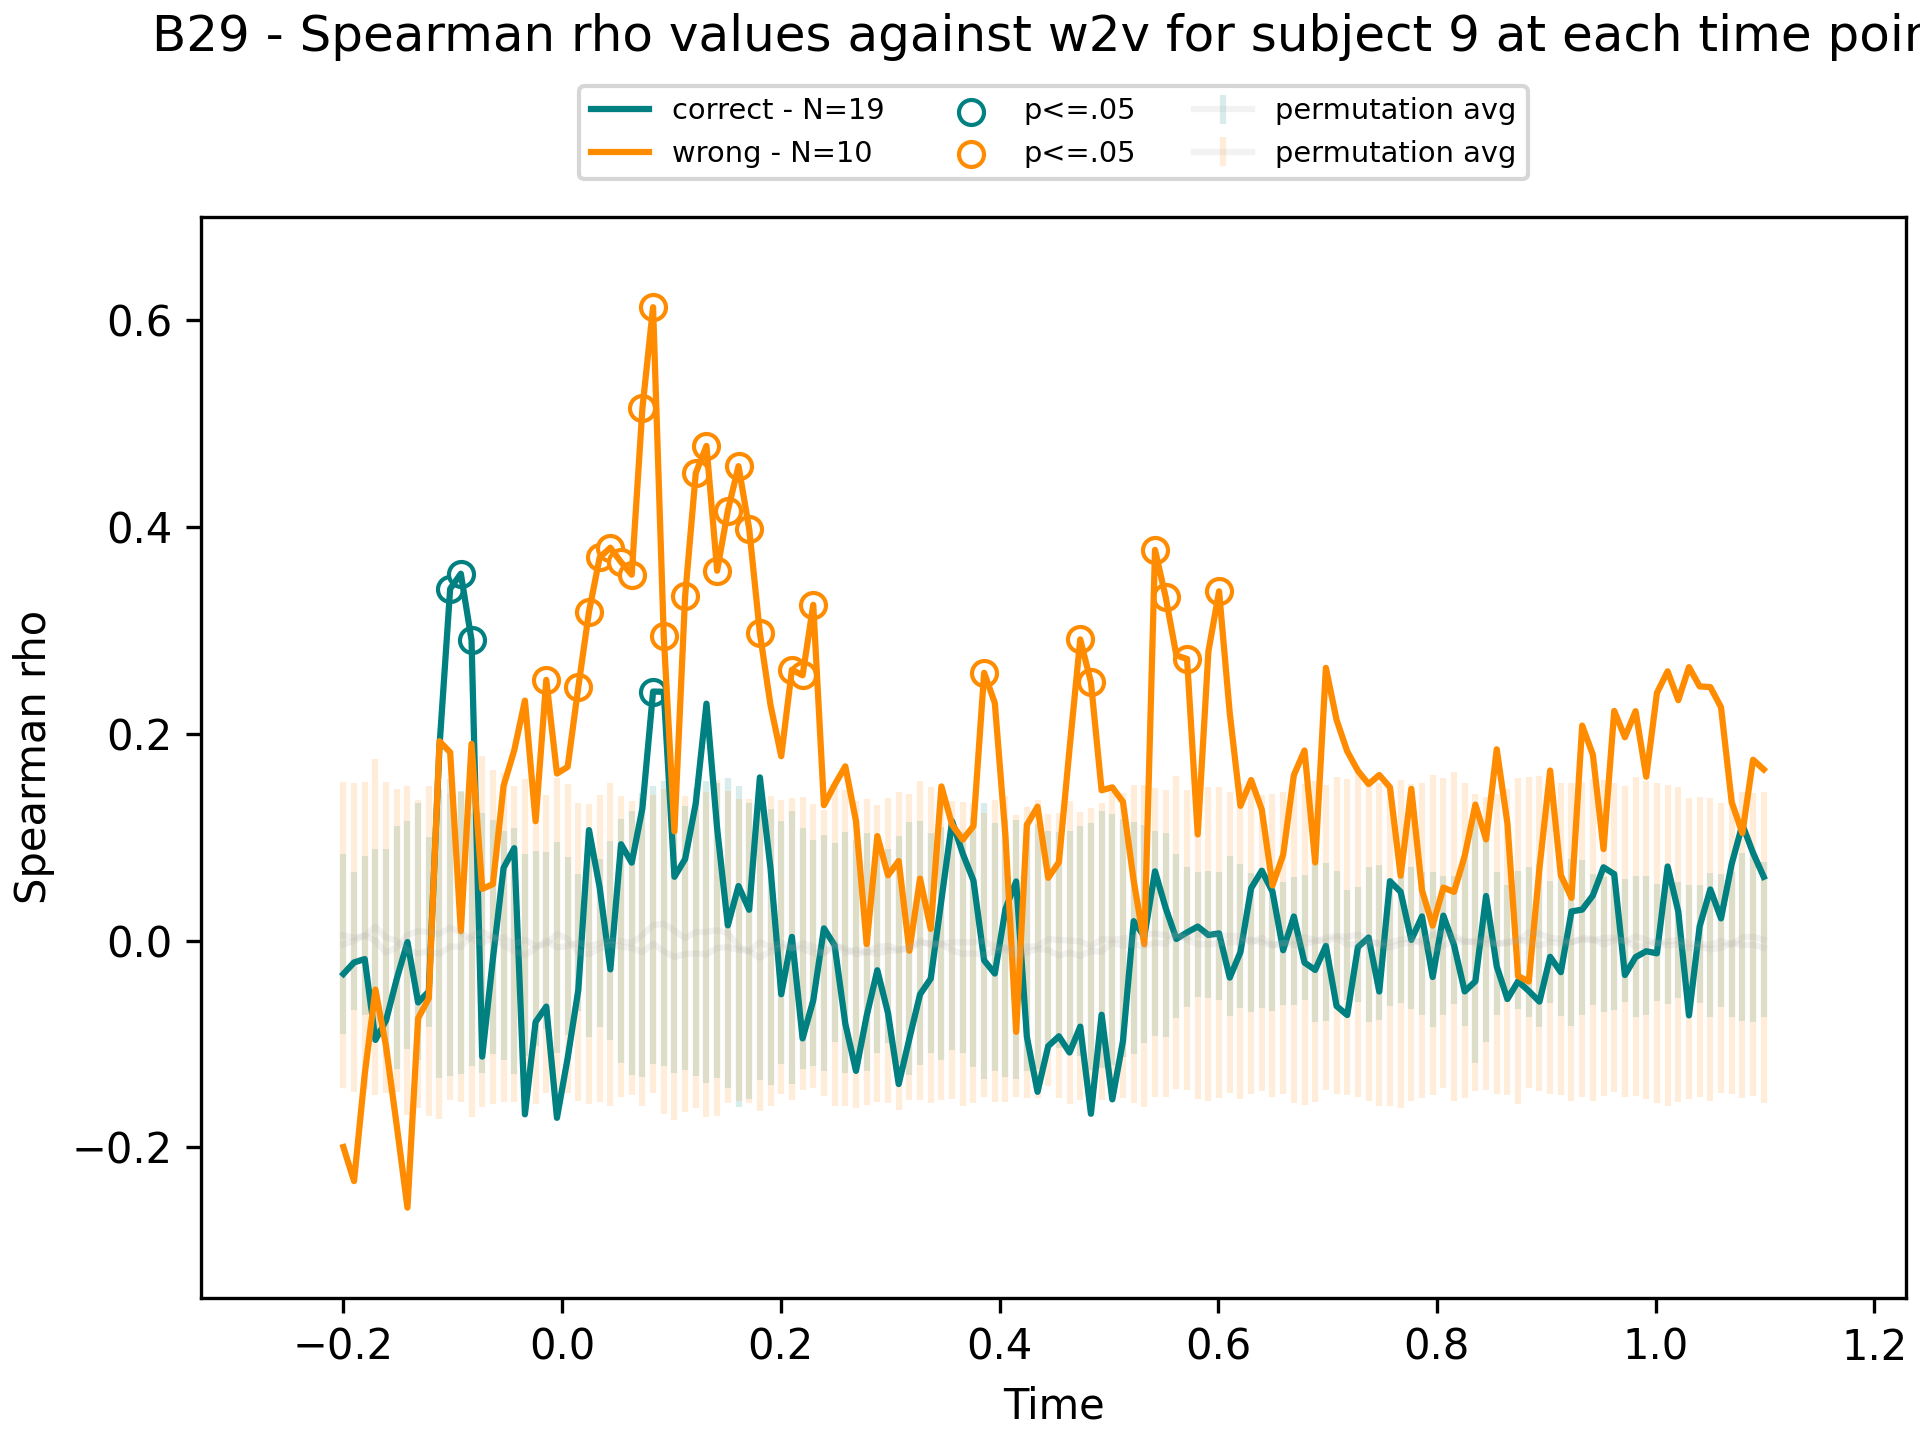 B29 - Spearman rho values against w2v for subject 9 at each time poin
correct - N=19
wrong - N=10
p<=.05
p<=.05
permutation avg
permutation avg
Spearman rho
0.6
0.4
0.2
0.0
−0.2
−0.2 0.0 0.2 0.4 0.6 0.8 1.0 1.2
Time